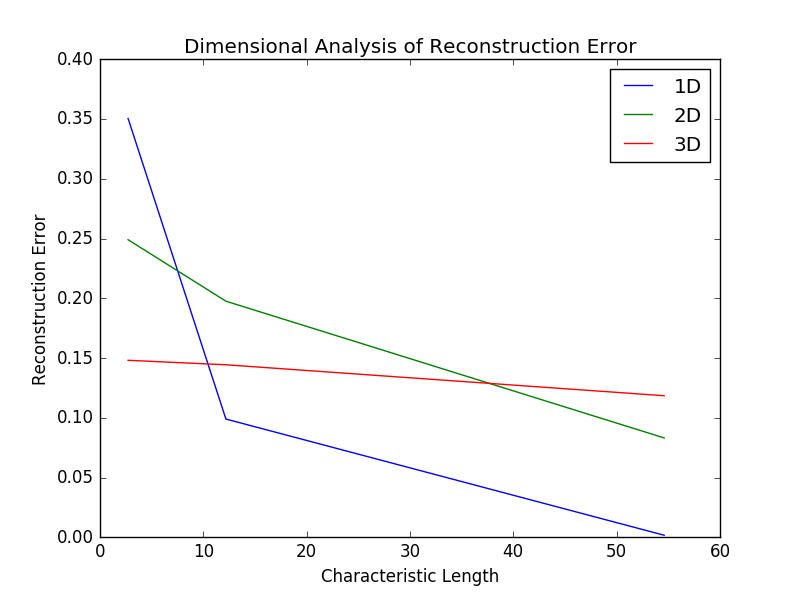 Dimensional Analysis of Reconstruction Error
0.40
0.35
0.30
0.25
0.20
0.15
0.10
0.05
0.00
Reconstruction Error
1D
2D
3D
0 10 20 30 40 50 60
Characteristic Length